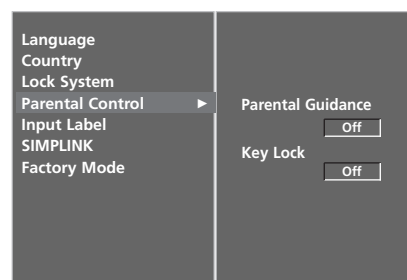 Language
Country
Lock System
Parental Control ►
Input Label
SIMPLINK
Factory Mode
Parental Guidance
Off
Key Lock
Off